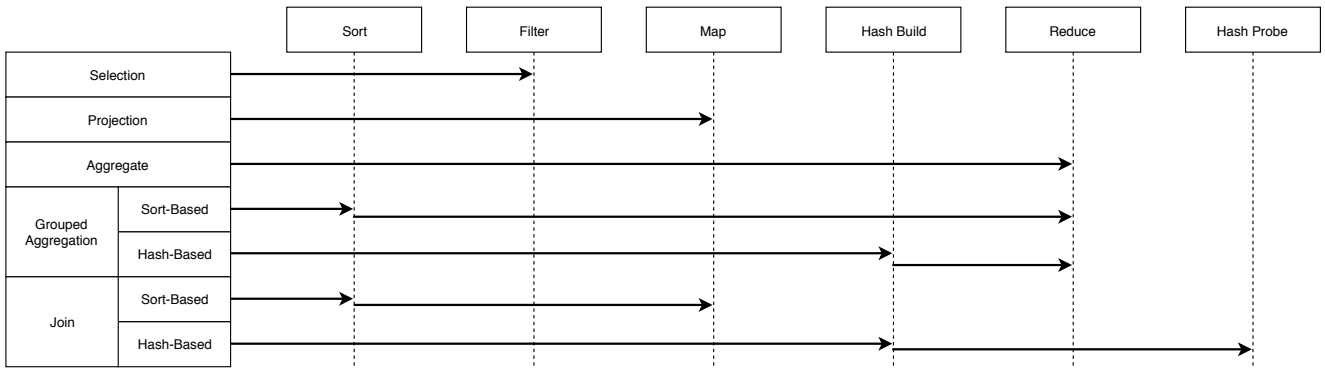 Sort
Filter
Map
Hash Build
Reduce
Hash Probe
Selection
Projection
Aggregate
Grouped
Aggregation
Sort-Based
Hash-Based
Join
Sort-Based
Hash-Based